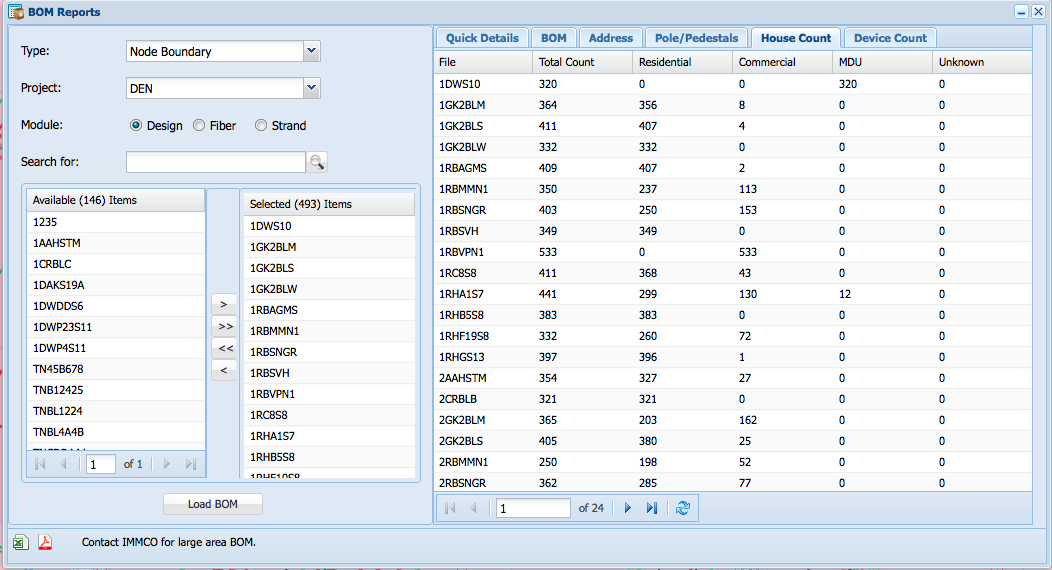 BOM Reports
Type:
Node Boundary
Project:
DEN
Module:
Design Fiber Strand
Search for:
Available (146) Items
1235
1AAHSTM
1CRBLC
1DAKS19A
1DWDDS6
1DWP23S11
1DWP4S11
TN45B678
TNB12425
TNBL1224
TNBL4A4B
1 of 1
>
>>
<<
<
Selected (493) Items
1DWS10
1GK2BLM
1GK2BLS
1GK2BLW
1RBAGMS
1RBMMN1
1RBSNGR
1RBSVH
1RBVPN1
1RC8S8
1RHA1S7
1RHB5S8
1RHF19S8
Load BOM
Quick Details BOM Address Pole/Pedestals House Count Device Count
File Total Count Residential Commercial MDU Unknown
1DWS10 320 0 0 320 0
1GK2BLM 364 356 8 0 0
1GK2BLS 411 407 4 0 0
1GK2BLW 332 332 0 0 0
1RBAGMS 409 407 2 0 0
1RBMMN1 350 237 113 0 0
1RBSNGR 403 250 153 0 0
1RBSVH 349 349 0 0 0
1RBVPN1 533 0 533 0 0
1RC8S8 411 368 43 0 0
1RHA1S7 441 299 130 12 0
1RHB5S8 383 383 0 0 0
1RHF19S8 332 260 72 0 0
1RHGS13 397 396 1 0 0
2AAHSTM 354 327 27 0 0
2CRBLB 321 321 0 0 0
2GK2BLM 365 203 162 0 0
2GK2BLS 405 380 25 0 0
2RBMMN1 250 198 52 0 0
2RBSNGR 362 285 77 0 0
1 of 24
Contact IMMCO for large area BOM.